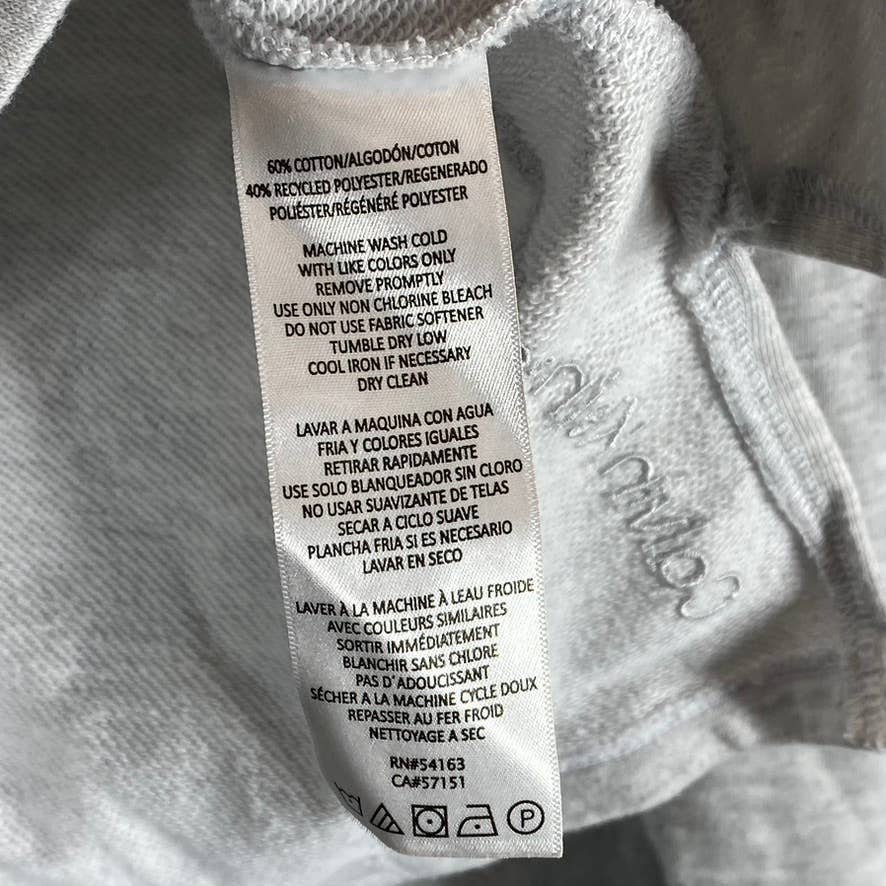 60% COTTON/ALGODÓN/COTON
40% RECYCLED POLYESTER/REGENERADO
POLIÉSTER/RÉGÉNÉRÉ POLYESTER
MACHINE WASH COLD
WITH LIKE COLORS ONLY
REMOVE PROMPTLY
USE ONLY NON CHLORINE BLEACH
DO NOT USE FABRIC SOFTENER
TUMBLE DRY LOW
COOL IRON IF NECESSARY
DRY CLEAN
LAVAR A MAQUINA CON AGUA
FRIA Y COLORES IGUALES
RETIRAR RAPIDAMENTE
USE SOLO BLANQUEADOR SIN CLORO
NO USAR SUAVIZANTE DE TELAS
SECAR A CICLO SUAVE
PLANCHA FRIA SI ES NECESARIO
LAVAR EN SECO
LAVER À LA MACHINE À LEAU FROIDE
AVEC COULEURS SIMILAIRES
SORTIR IMMÉDIATEMENT
BLANCHIR SANS CHLORE
PAS D'ADOUCISSANT
SÉCHER A LA MACHINE CYCLE DOUX
REPASSER AU FER FROID
NETTOYAGE A SEC
RN#54163
CA#57151
P